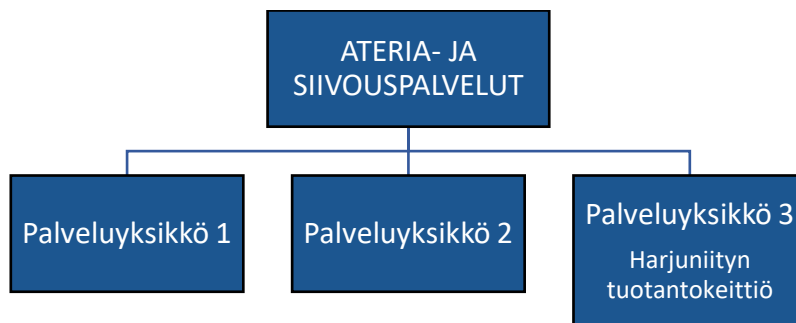 ATERIA- JA
SIIVOUSPALVELUT
Palveluyksikkö 1
Palveluyksikkö 2
Palveluyksikkö 3
Harjuniityn
tuotantokeittiö